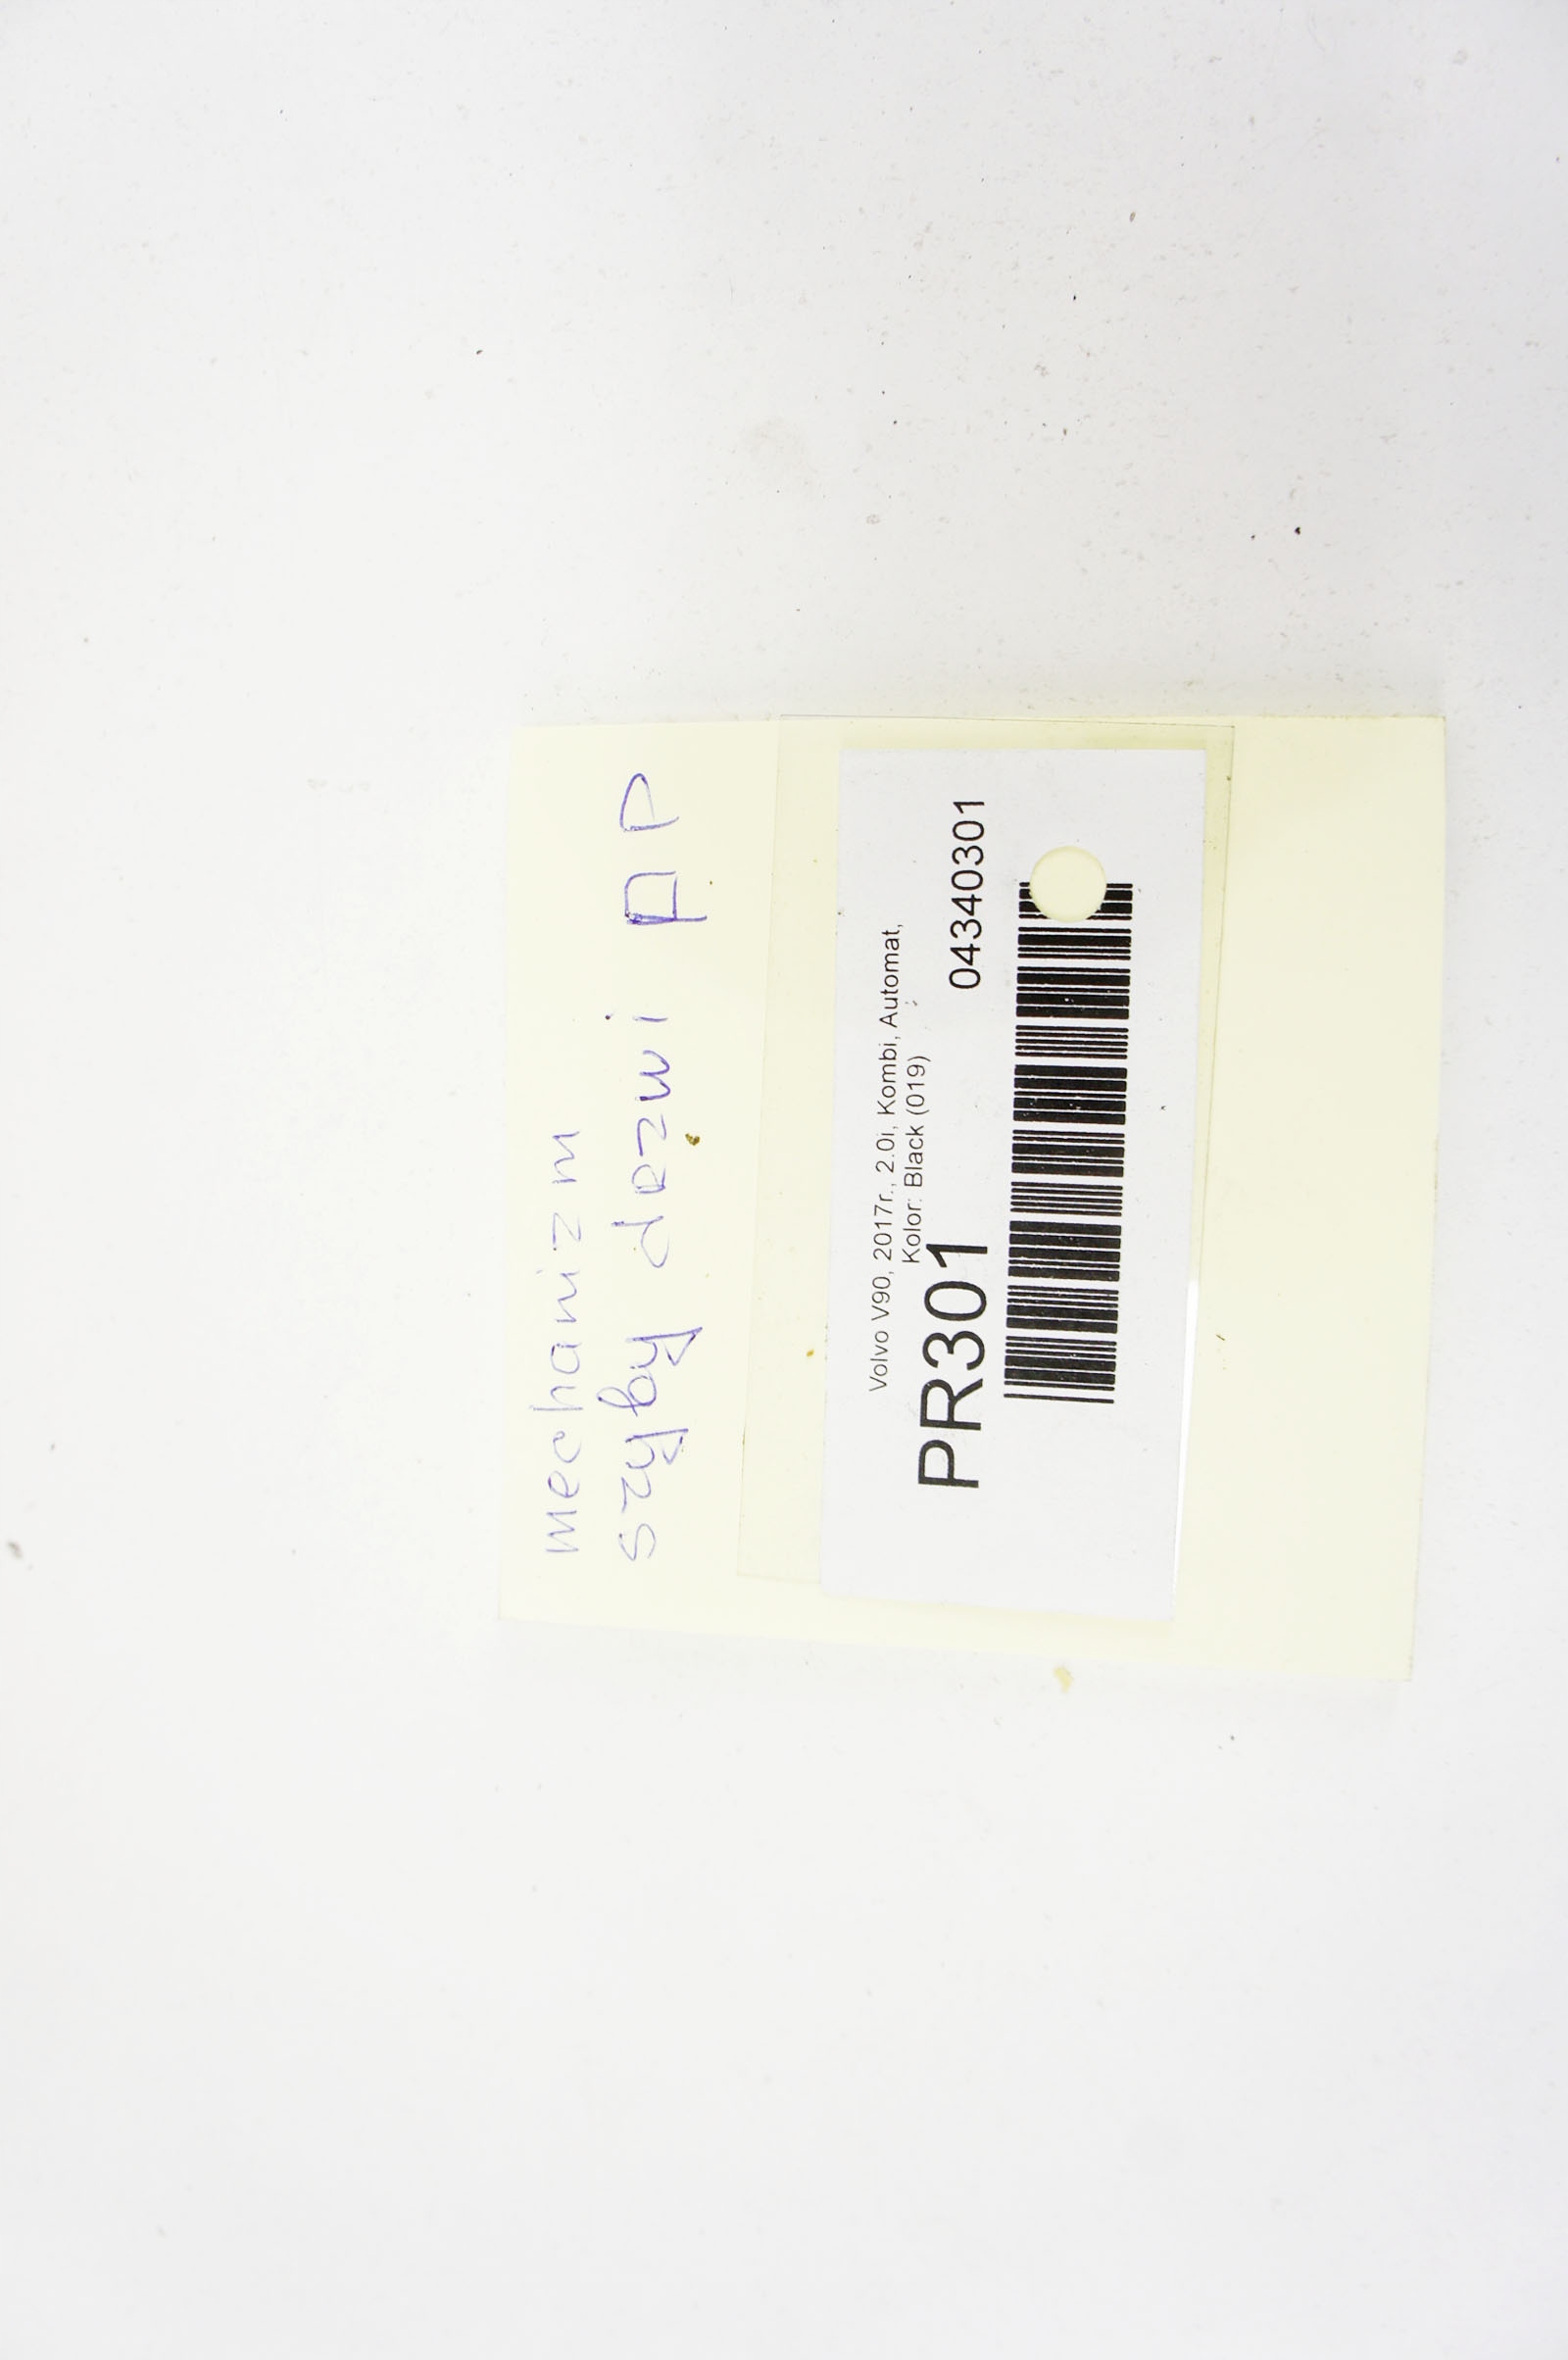 mechanizm
szyby drzwi PP
Volvo V90, 2017r., 2.0i, Kombi, Automat,
Kolor: Black (019)
PR301 04340301